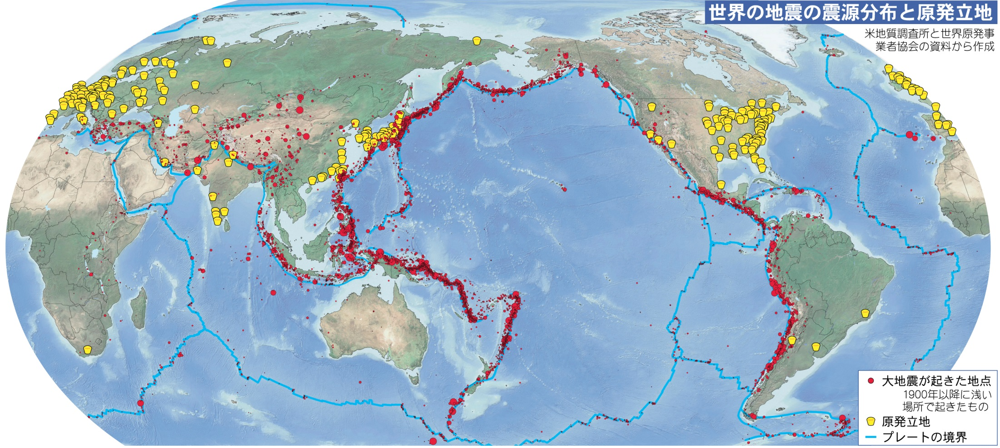 世界の地震の震源分布と原発立地
米地質調査所と世界原発事
業者協会の資料から作成
大地震が起きた地点
1900年以降に浅い
場所で起きたもの
原発立地
プレートの境界